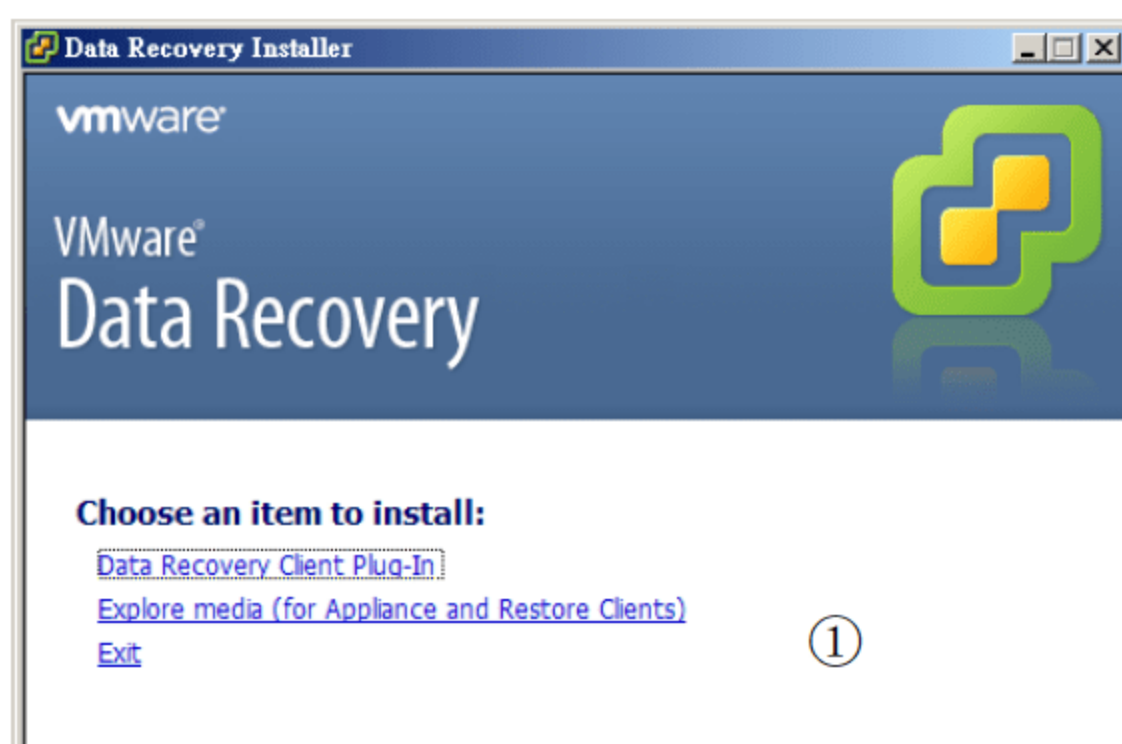 Data Recovery Installer
vmware®
VMware®
Data Recovery
Choose an item to install:
Data Recovery Client Plug-In
Explore media (for Appliance and Restore Clients)
Exit
①